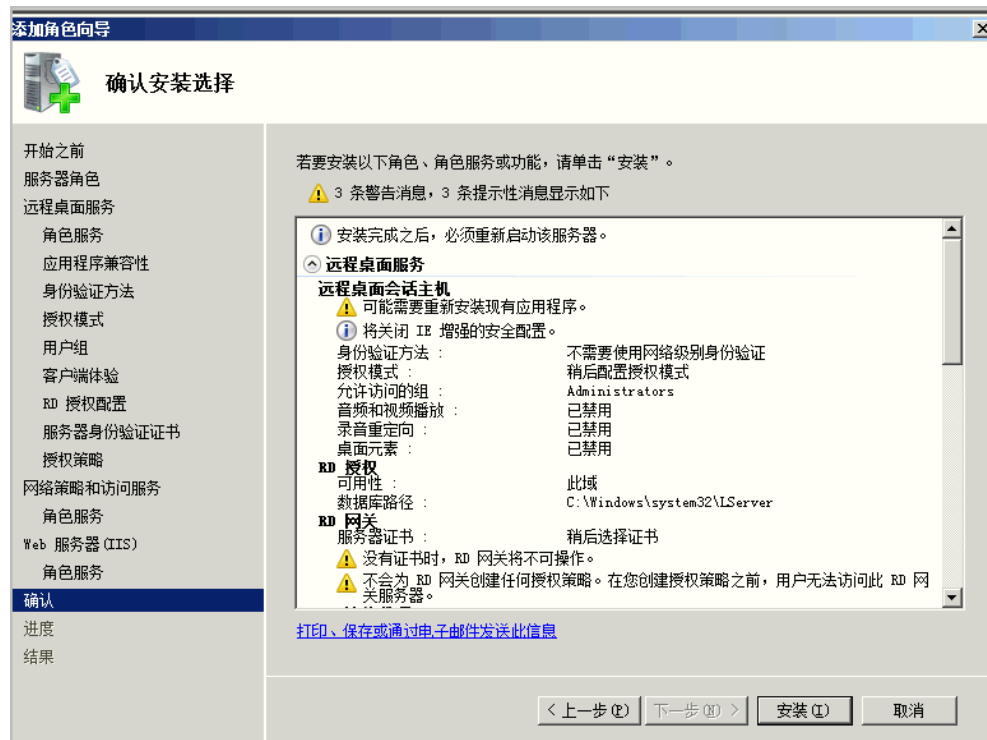 添加角色向导
确认安装选择
开始之前
服务器角色
远程桌面服务
角色服务
应用程序兼容性
身份验证方法
授权模式
用户组
客户端体验
RD 授权配置
服务器身份验证证书
授权策略
网络策略和访问服务
角色服务
Web 服务器(IIS)
角色服务
确认
进度
结果
若要安装以下角色、角色服务或功能，请单击“安装”。
3 条警告消息，3 条提示性消息显示如下
安装完成之后，必须重新启动该服务器。
远程桌面服务
远程桌面会话主机
可能需要重新安装现有应用程序。
将关闭 IE 增强的安全配置。
身份验证方法 : 不需要使用网络级别身份验证
授权模式 : 稍后配置授权模式
允许访问的组 : Administrators
音频和视频播放 : 已禁用
录音重定向 : 已禁用
桌面元素 : 已禁用
RD 授权
可用性 : 此域
数据库路径 : C:\Windows\system32\LServer
RD 网关
服务器证书 : 稍后选择证书
没有证书时，RD 网关将不可操作。
不会为 RD 网关创建任何授权策略。在您创建授权策略之前，用户无法访问此 RD 网
关服务器。
打印、保存或通过电子邮件发送此信息
< 上一步(P) 下一步(N) > 安装(I) 取消